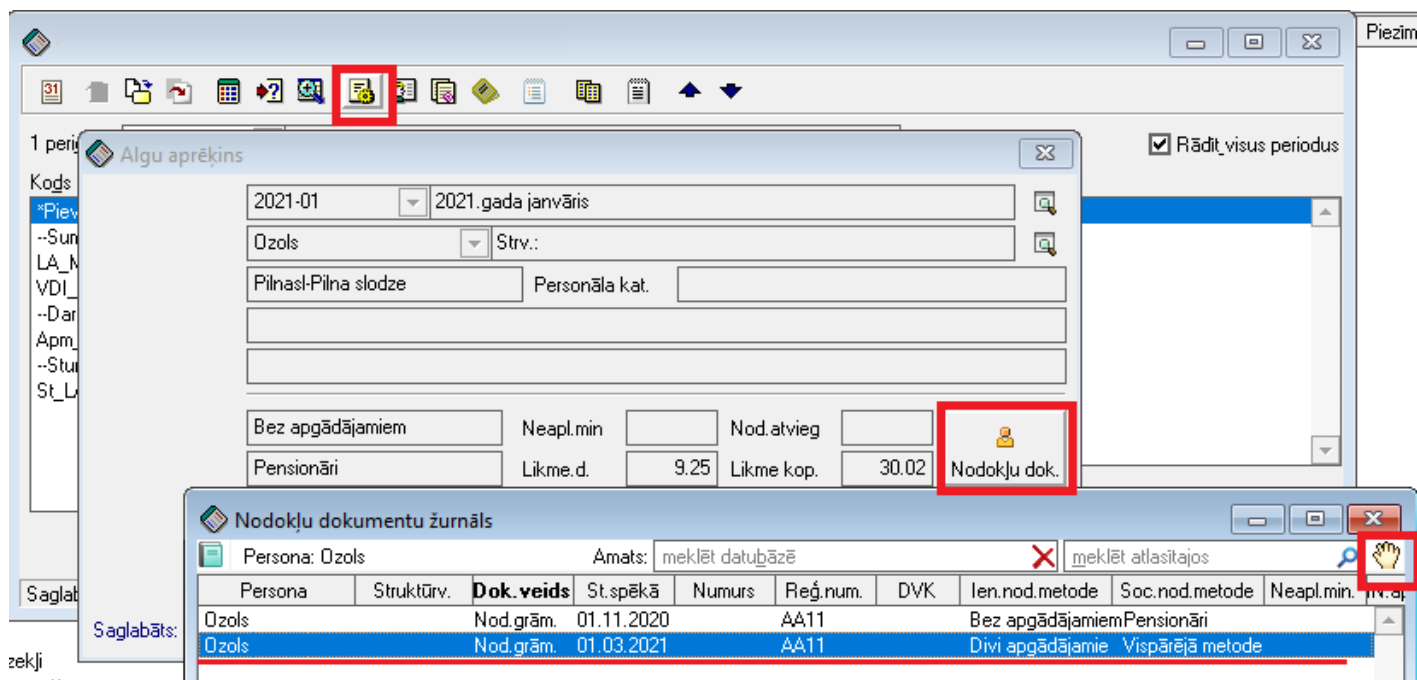 Piezīm
31
1 peri
Rādīt visus periodus
Algu aprēķins
Kods
2021-01 2021.gada janvāris
*Piev
--Sum
Ozols Strv.:
LA_M
Pilnasl-Pilna slodze Personāla kat.
VDI_
--Dar
Apm_
--Stu
St_L
Bez apgādājamiem Neapl.min Nod.atvieg
Pensionāri Likme.d. 9.25 Likme kop. 30.02 Nodokļu dok.
Nodokļu dokumentu žurnāls
Persona: Ozols Amats: meklēt datubāzē meklēt atlasītajos
Saglab
Persona Struktūrv. Dok.veids St.spēkā Numurs Reģ.num. DVK Ien.nod.metode Soc.nod.metode Neapl.min.
Ozols Nod.grām. 01.11.2020 AA11 Bez apgādājamiem Pensionāri
Saglabāts:
Ozols Nod.grām. 01.03.2021 AA11 Divi apgādājamie Vispārējā metode
zekļi